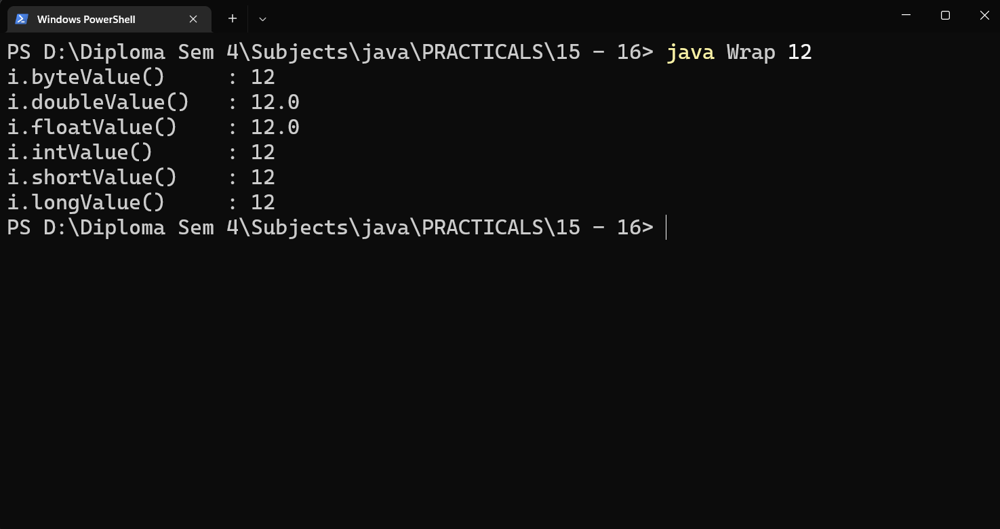 Windows PowerShell
PS D:\Diploma Sem 4\Subjects\java\PRACTICALS\15 - 16> java Wrap 12
i.byteValue()     : 12
i.doubleValue()   : 12.0
i.floatValue()    : 12.0
i.intValue()      : 12
i.shortValue()    : 12
i.longValue()     : 12
PS D:\Diploma Sem 4\Subjects\java\PRACTICALS\15 - 16>